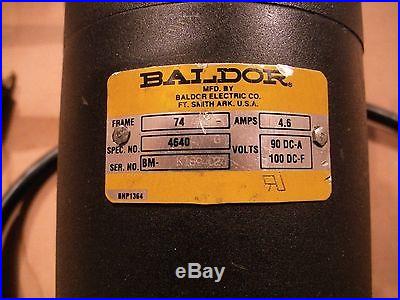 BALDOR®
MFD. BY
BALDOR ELECTRIC CO.
FT. SMITH ARK. U.S.A.
FRAME 74 AMPS 4.6
SPEC. NO. 4640 VOLTS 90 DC-A
100 DC-F
SER. NO. BM-
BNP1364
wisebid